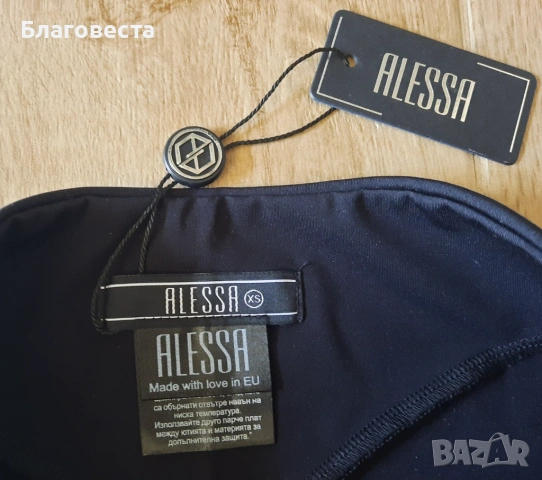 Благовеста
ALESSA
ALESSA XS
ALESSA
Made with love in EU
са обърнати отвътре навън на
ниска температура.
Използвайте друго парче плат
между ютията и материята за
допълнителна защита."
BAZAR